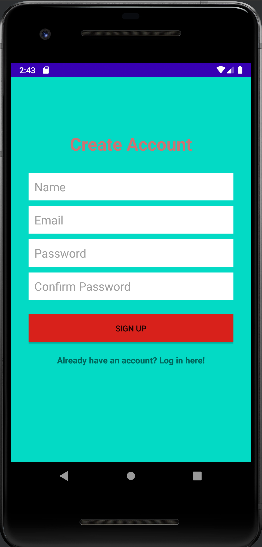 2:43
Create Account
Name
Email
Password
Confirm Password
SIGN UP
Already have an account? Log in here!